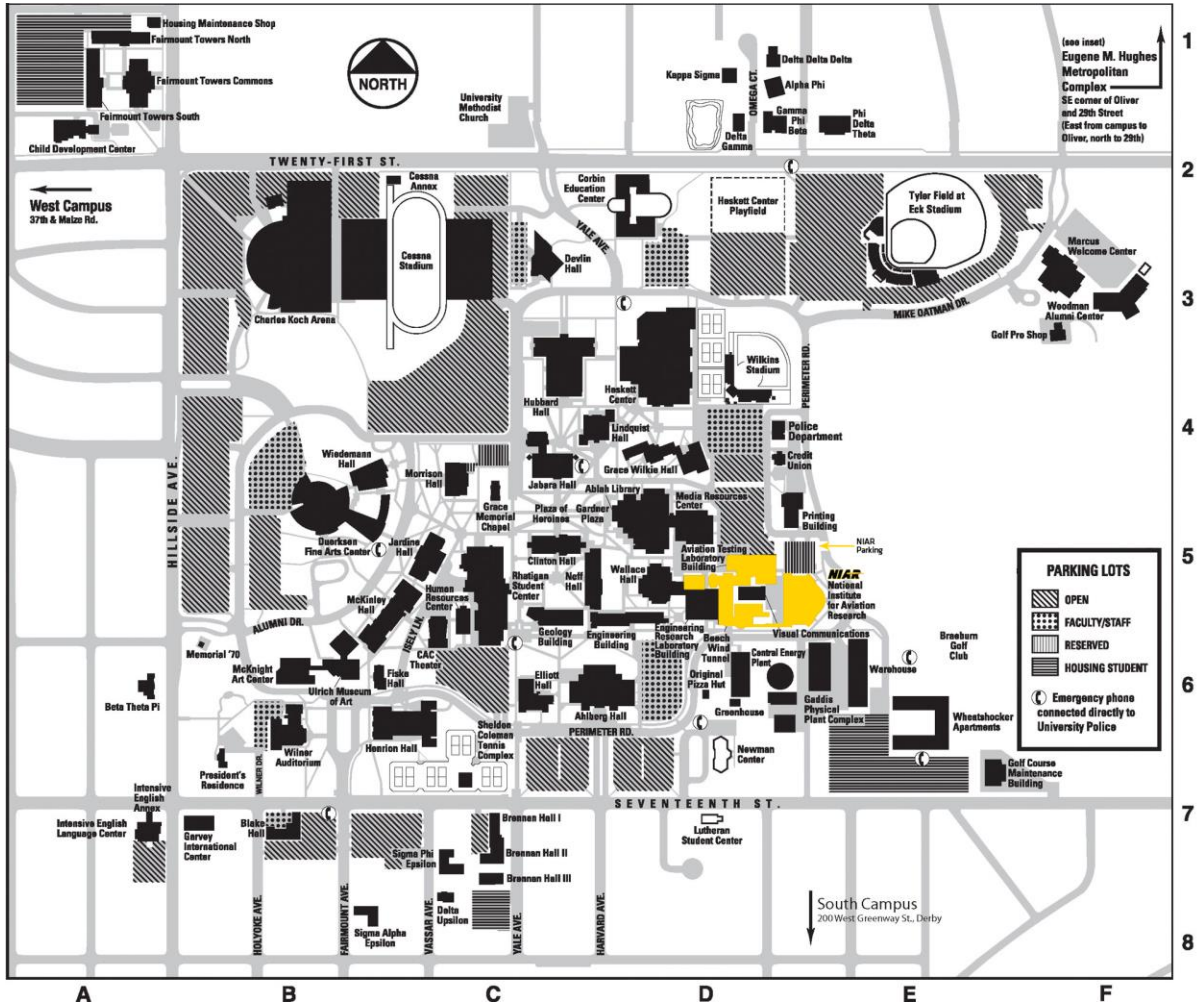 Housing Maintenance Shop
Fairmount Towers North
Fairmount Towers Commons
Fairmount Towers South
Child Development Center
NORTH
University
Methodist
Church
Kappa Sigma
OMEGA CT.
Delta Delta Delta
Alpha Phi
Gamma
Phi
Beta
Delta
Gamma
Phi
Delta
Theta
(see inset)
Eugene M. Hughes
Metropolitan
Complex
SE corner of Oliver
and 29th Street
(East from campus to
Oliver, north to 29th)
1
TWENTY-FIRST ST.
2
West Campus
37th & Maize Rd.
Cessna
Annex
Cessna
Stadium
Charles Koch Arena
Corbin
Education
Center
YALE AVE.
Devlin
Hall
Heskett Center
Playfield
Tyler Field at
Eck Stadium
Marcus
Welcome Center
Woodman
Alumni Center
Golf Pro Shop
MIKE OATMAN DR.
3
Hubbard
Hall
Heskett
Center
Wilkins
Stadium
PERIMETER RD.
Lindquist
Hall
Grace Wilkie Hall
Police
Department
Credit
Union
Printing
Building
4
HILLSIDE AVE.
Wiedemann
Hall
Morrison
Hall
Jabara Hall
Grace
Memorial
Chapel
Plaza of
Heroines
Ablah Library
Gardner
Plaza
Media Resources
Center
Duerksen
Fine Arts Center
Jardine
Hall
Clinton Hall
Aviation Testing
Laboratory
Building
NIAR
Parking
5
McKinley
Hall
Human
Resources
Center
Rhatigan
Student
Center
Neff
Hall
Wallace
Hall
NIAR
National
Institute
for Aviation
Research
ALUMNI DR.
ISELY LN.
CAC
Theater
Geology
Building
Engineering
Building
Engineering
Research
Laboratory
Building
Beech
Wind
Tunnel
Visual Communications
Central Energy
Plant
Warehouse
Braeburn
Golf
Club
Memorial '70
McKnight
Art Center
Ulrich Museum
of Art
Fiske
Hall
Elliott
Hall
Ahlberg Hall
Original
Pizza Hut
Greenhouse
Gaddis
Physical
Plant Complex
Wheatshocker
Apartments
6
Beta Theta Pi
Wilner
Auditorium
Henrion Hall
Sheldon
Coleman
Tennis
Complex
PERIMETER RD.
Newman
Center
Golf Course
Maintenance
Building
President's
Residence
WILNER DR.
PARKING LOTS
OPEN
FACULTY/STAFF
RESERVED
HOUSING STUDENT
Emergency phone
connected directly to
University Police
SEVENTEENTH ST.
7
Intensive
English
Annex
Intensive English
Language Center
Garvey
International
Center
Blake
Hall
Brennan Hall I
Brennan Hall II
Brennan Hall III
Sigma Phi
Epsilon
Delta
Upsilon
Sigma Alpha
Epsilon
Lutheran
Student Center
HOLYOKE AVE.
FAIRMOUNT AVE.
VASSAR AVE.
YALE AVE.
HARVARD AVE.
South Campus
200 West Greenway St., Derby
8
A
B
C
D
E
F